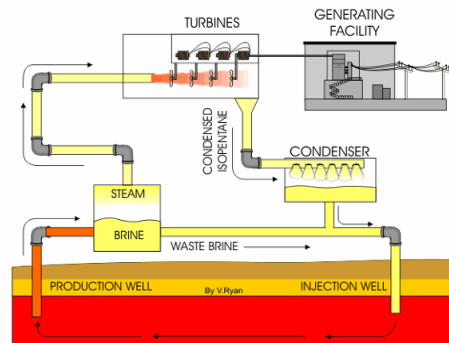 TURBINES
GENERATING
FACILITY
CONDENSED
ISOPENTANE
CONDENSER
STEAM
BRINE
WASTE BRINE
PRODUCTION WELL
By V.Ryan
INJECTION WELL